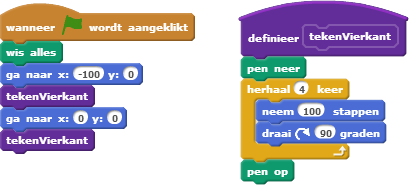 wanneer wordt aangeklikt
wis alles
ga naar x: -100 y: 0
tekenVierkant
ga naar x: 0 y: 0
tekenVierkant
definieer tekenVierkant
pen neer
herhaal 4 keer
neem 100 stappen
draai 90 graden
pen op